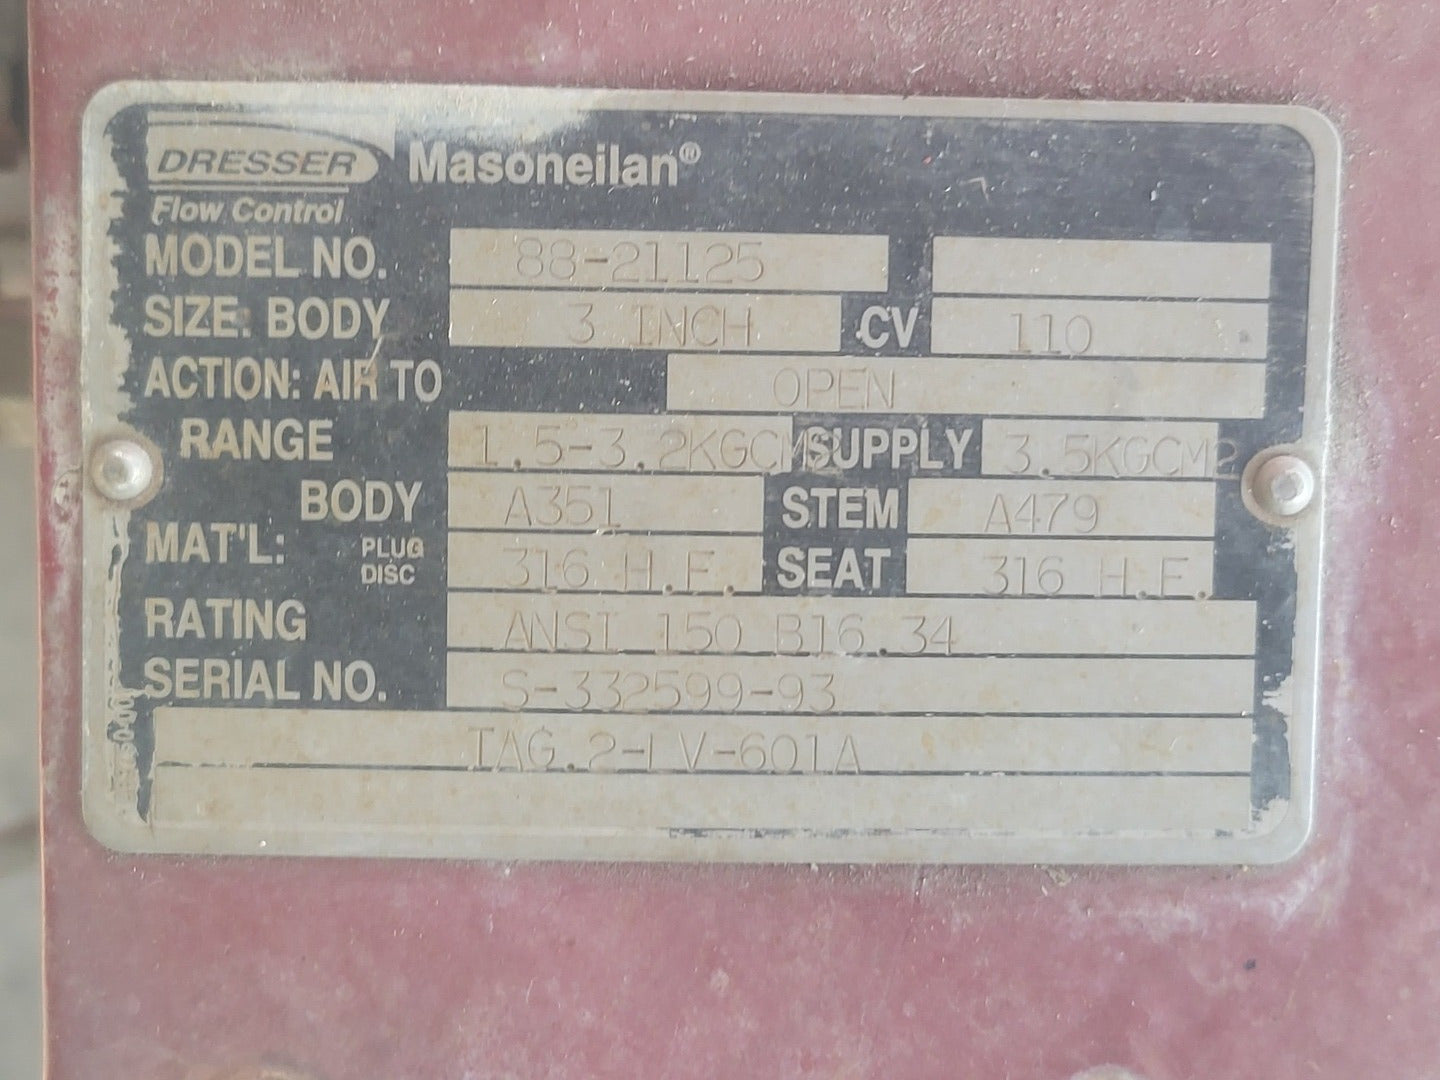 DRESSER Masoneilan®
Flow Control
MODEL NO. 88-21125
SIZE: BODY 3 INCH CV 110
ACTION: AIR TO OPEN
RANGE 1.5-3.2KGCM2 SUPPLY 3.5KGCM2
BODY A351 STEM A479
MAT'L: PLUG DISC 316 H.F. SEAT 316 H.F.
RATING ANSI 150 B16.34
SERIAL NO. S-332599-93
TAG.2-LV-601A